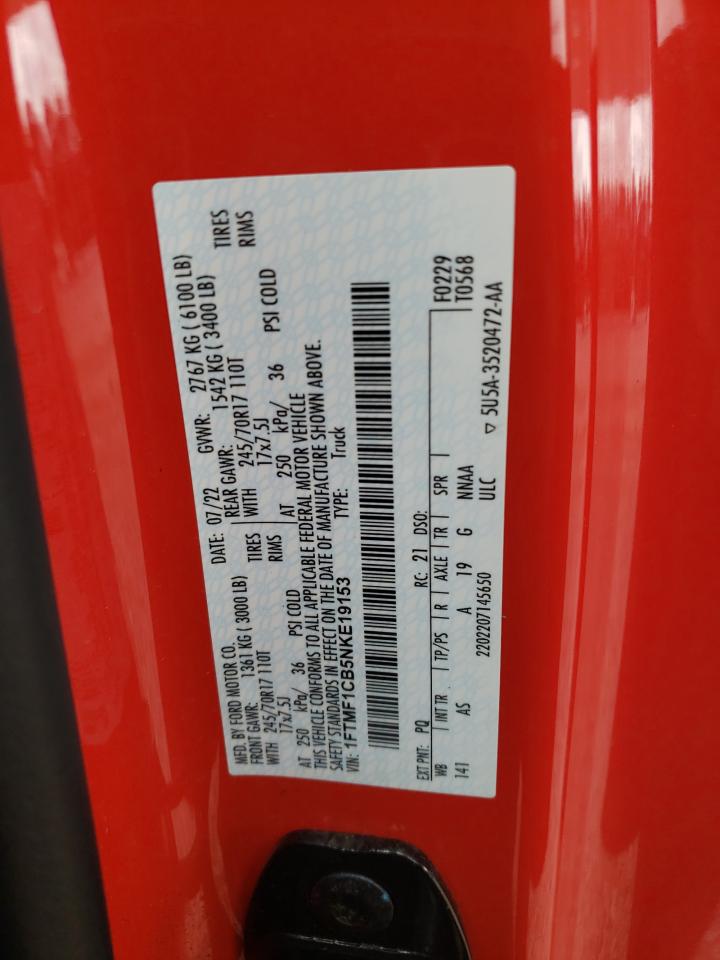 MFD. BY FORD MOTOR CO.
DATE: 07/22 GVWR: 2767 KG ( 6100 LB)
FRONT GAWR: 1361 KG ( 3000 LB) REAR GAWR: 1542 KG ( 3400 LB)
WITH 245/70R17 110T TIRES WITH 245/70R17 110T TIRES
17x7.5J RIMS 17x7.5J RIMS
AT 250 kPa/ 36 PSI COLD AT 250 kPa/ 36 PSI COLD
THIS VEHICLE CONFORMS TO ALL APPLICABLE FEDERAL MOTOR VEHICLE
SAFETY STANDARDS IN EFFECT ON THE DATE OF MANUFACTURE SHOWN ABOVE.
VIN: 1FTMF1CB5NKE19153 TYPE: Truck
EXT PNT: PQ RC: 21 DSO: F0229
WB INT TR TP/PS R AXLE TR SPR T0568
141 AS A 19 G NNAA
2202207145650 ULC ▽ 5U5A-3520472-AA